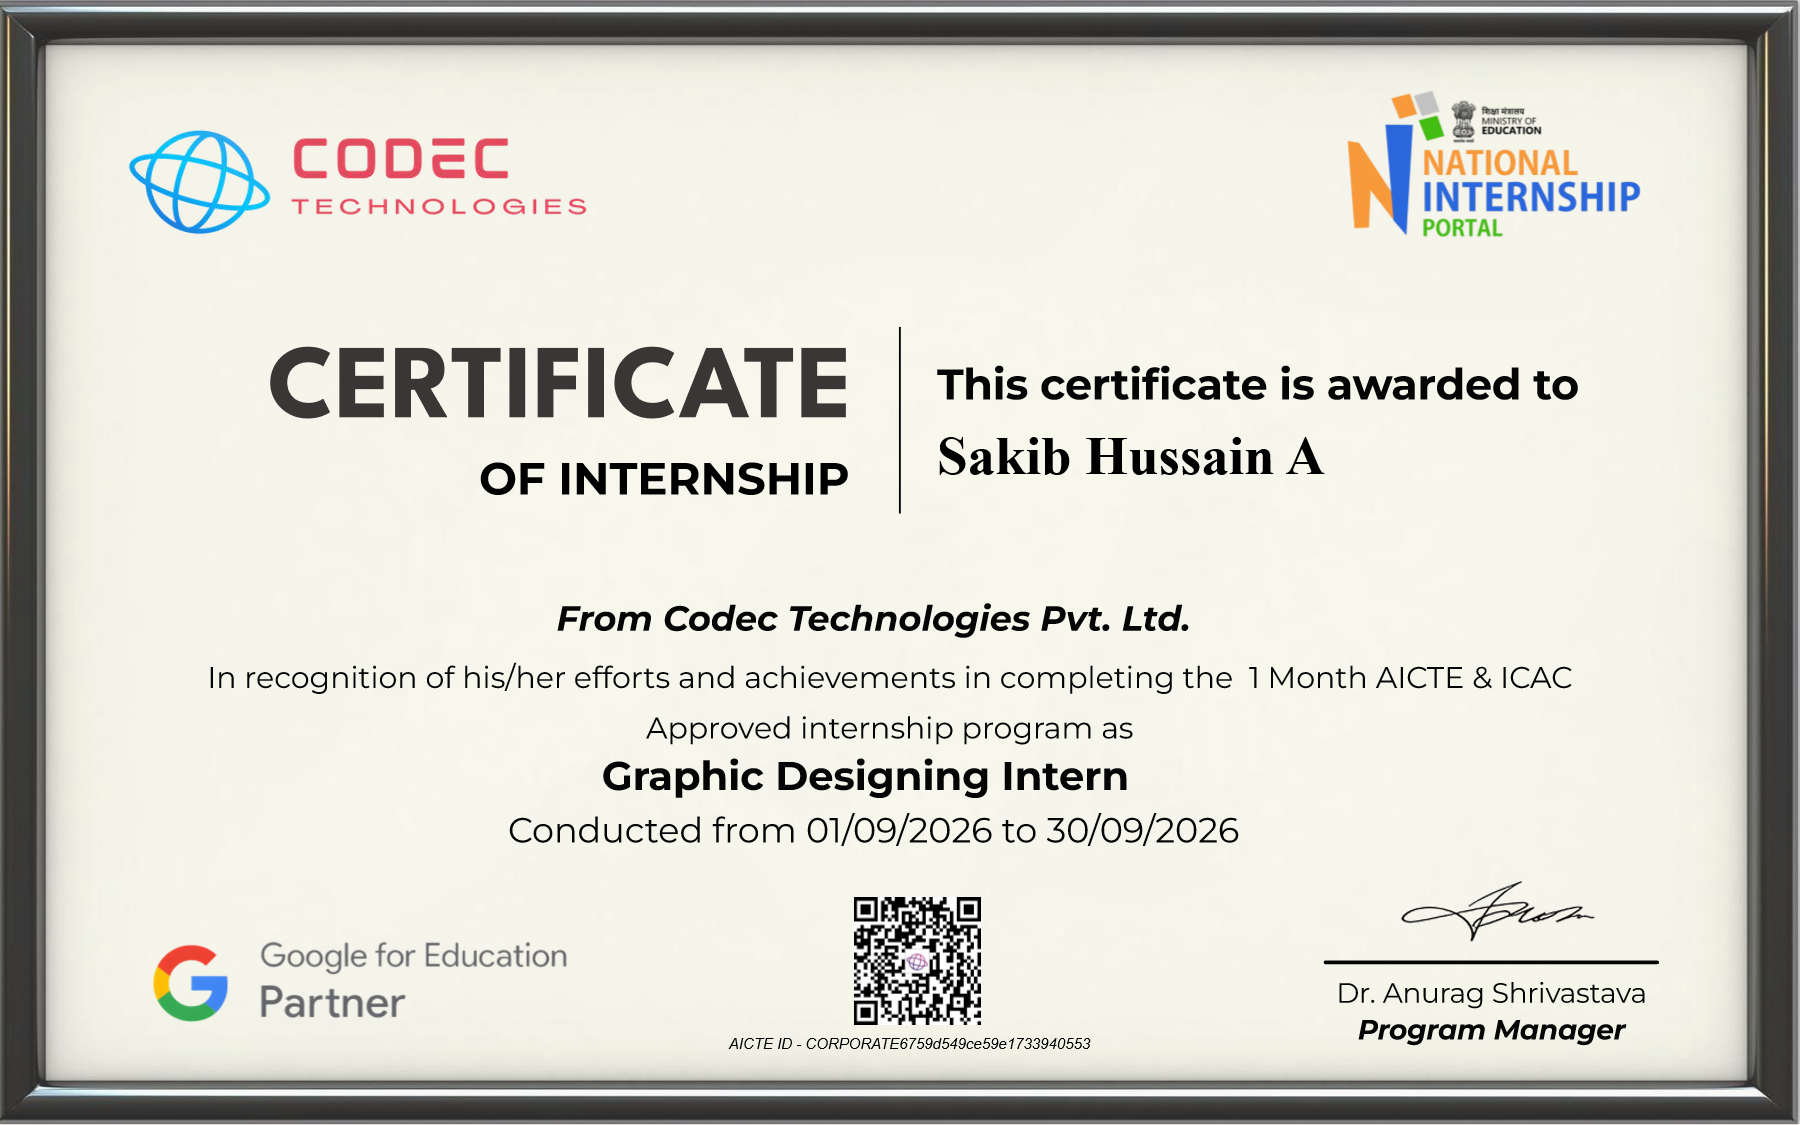 CODEC
TECHNOLOGIES
शिक्षा मंत्रालय
MINISTRY OF
EDUCATION
NATIONAL
INTERNSHIP
PORTAL
CERTIFICATE
OF INTERNSHIP
This certificate is awarded to
Sakib Hussain A
From Codec Technologies Pvt. Ltd.
In recognition of his/her efforts and achievements in completing the 1 Month AICTE & ICAC
Approved internship program as
Graphic Designing Intern
Conducted from 01/09/2026 to 30/09/2026
Google for Education
Partner
AICTE ID - CORPORATE6759d549ce59e1733940553
Dr. Anurag Shrivastava
Program Manager